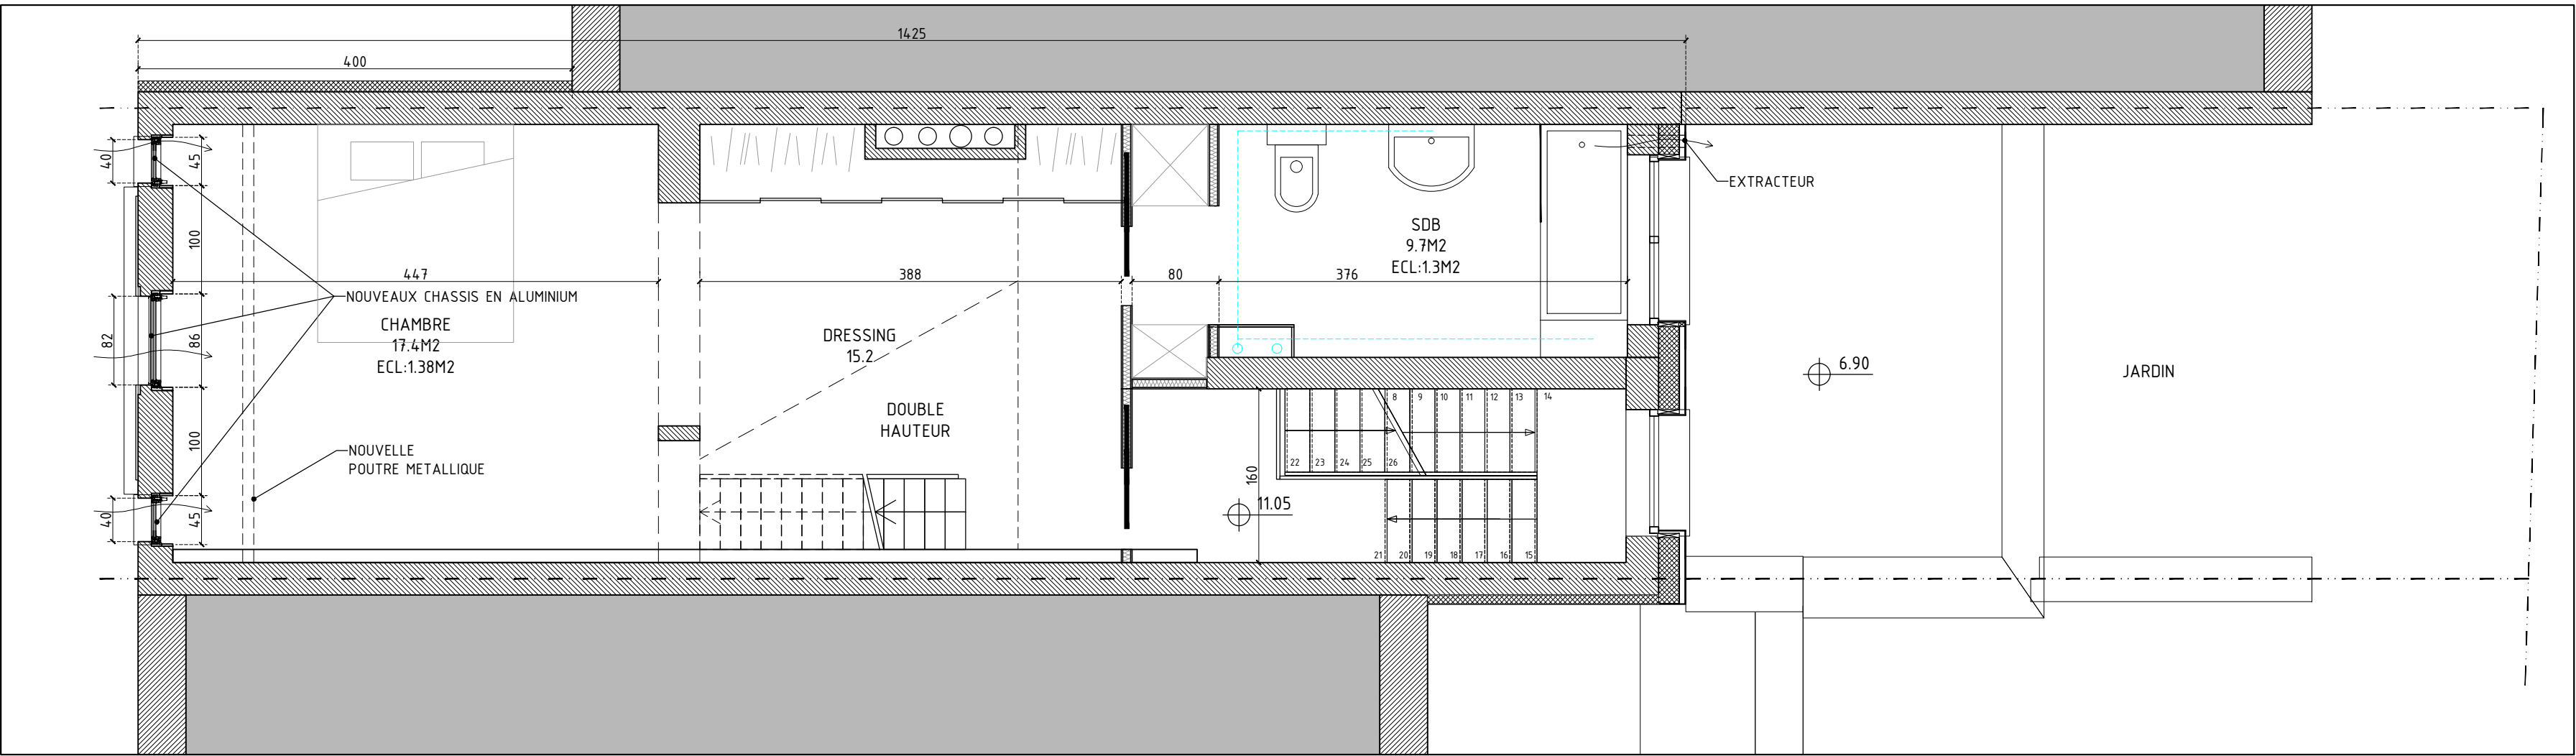 1425
400
40
45
EXTRACTEUR
SDB
9.7M2
ECL:1.3M2
100
447
388
80
376
NOUVEAUX CHASSIS EN ALUMINIUM
CHAMBRE
17.4M2
ECL:1.38M2
82
86
DRESSING
15.2
6.90
JARDIN
8
9
10
11
12
13
14
DOUBLE
HAUTEUR
100
NOUVELLE
POUTRE METALLIQUE
22
23
24
25
26
160
11.05
40
45
21
20
19
18
17
16
15